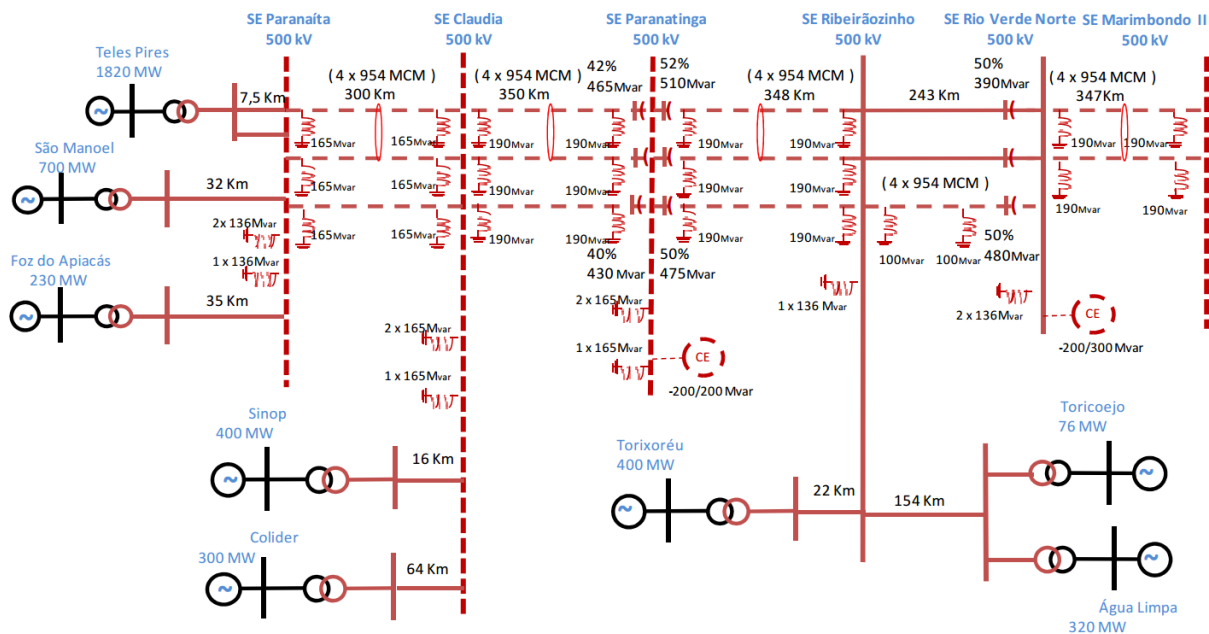 SE Paranaíta
500 kV
SE Claudia
500 kV
SE Paranatinga
500 kV
SE Ribeirãozinho
500 kV
SE Rio Verde Norte
500 kV
SE Marimbondo II
500 kV
Teles Pires
1820 MW
7,5 Km
( 4 x 954 MCM )
300 Km
( 4 x 954 MCM )
350 Km
42%
465Mvar
52%
510Mvar
( 4 x 954 MCM )
348 Km
243 Km
50%
390Mvar
( 4 x 954 MCM )
347Km
165Mvar
165Mvar
190Mvar
190Mvar
190Mvar
190Mvar
190Mvar
190Mvar
São Manoel
700 MW
32 Km
165Mvar
165Mvar
190Mvar
190Mvar
190Mvar
190Mvar
( 4 x 954 MCM )
190Mvar
190Mvar
2x 136Mvar
165Mvar
165Mvar
190Mvar
190Mvar
190Mvar
190Mvar
100Mvar
100Mvar
50%
480Mvar
1 x 136Mvar
40%
430 Mvar
50%
475Mvar
Foz do Apiacás
230 MW
35 Km
2 x 165Mvar
1 x 136 Mvar
2 x 136Mvar
CE
-200/300 Mvar
2 x 165Mvar
1 x 165Mvar
CE
-200/200 Mvar
1 x 165Mvar
Sinop
400 MW
16 Km
Torixoréu
400 MW
22 Km
154 Km
Toricoejo
76 MW
Colider
300 MW
64 Km
Água Limpa
320 MW
~
~
~
~
~
~
~
~